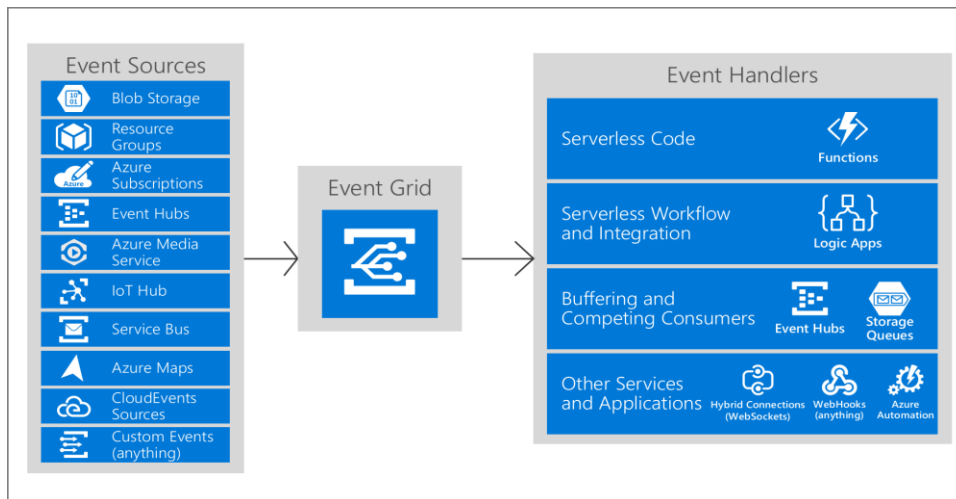 Event Sources
Blob Storage
Resource
Groups
Azure
Azure
Subscriptions
Event Hubs
Azure Media
Service
IoT Hub
Service Bus
Azure Maps
CloudEvents
Sources
Custom Events
(anything)
Event Grid
Event Handlers
Serverless Code
Functions
Serverless Workflow
and Integration
Logic Apps
Buffering and
Competing Consumers
Event Hubs
Storage
Queues
Other Services
and Applications
Hybrid Connections
(WebSockets)
WebHooks
(anything)
Azure
Automation